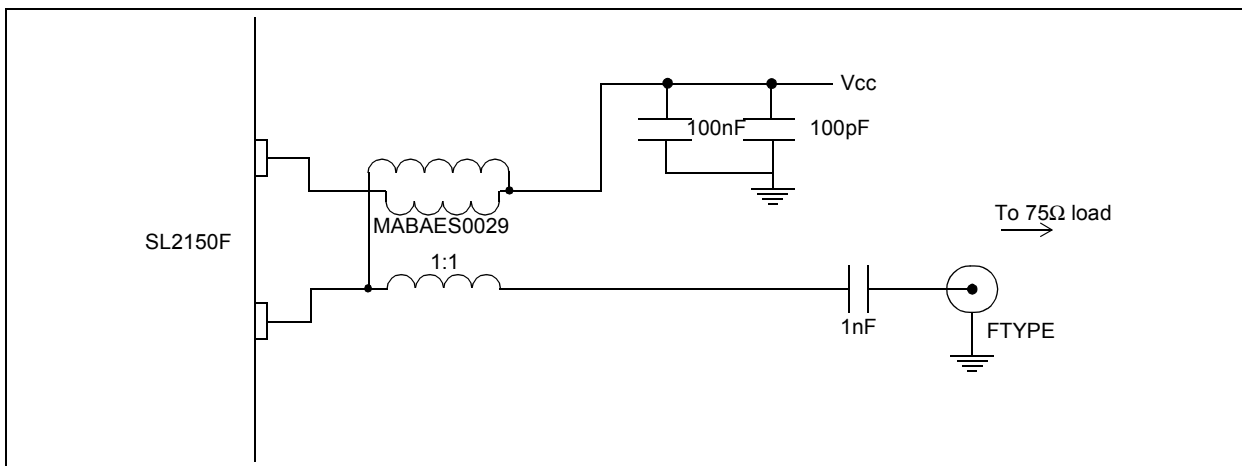 Vcc
100nF
100pF
MABAES0029
To 75Ω load
SL2150F
1:1
1nF
FTYPE